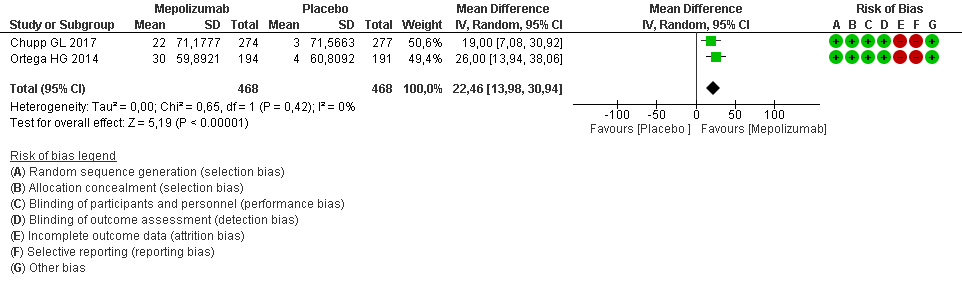 Mepolizumab Placebo Mean Difference Mean Difference Risk of Bias
Study or Subgroup Mean SD Total Mean SD Total Weight IV, Random, 95% CI IV, Random, 95% CI A B C D E F G
Chupp GL 2017 22 71,1777 274 3 71,5663 277 50,6% 19,00 [7,08, 30,92]
Ortega HG 2014 30 59,8921 194 4 60,8092 191 49,4% 26,00 [13,94, 38,06]
Total (95% CI) 468 468 100,0% 22,46 [13,98, 30,94]
Heterogeneity: Tau² = 0,00; Chi² = 0,65, df = 1 (P = 0,42); I² = 0%
Test for overall effect: Z = 5,19 (P < 0.00001)
-100 -50 0 50 100
Favours [Placebo ] Favours [Mepolizumab]
Risk of bias legend
(A) Random sequence generation (selection bias)
(B) Allocation concealment (selection bias)
(C) Blinding of participants and personnel (performance bias)
(D) Blinding of outcome assessment (detection bias)
(E) Incomplete outcome data (attrition bias)
(F) Selective reporting (reporting bias)
(G) Other bias